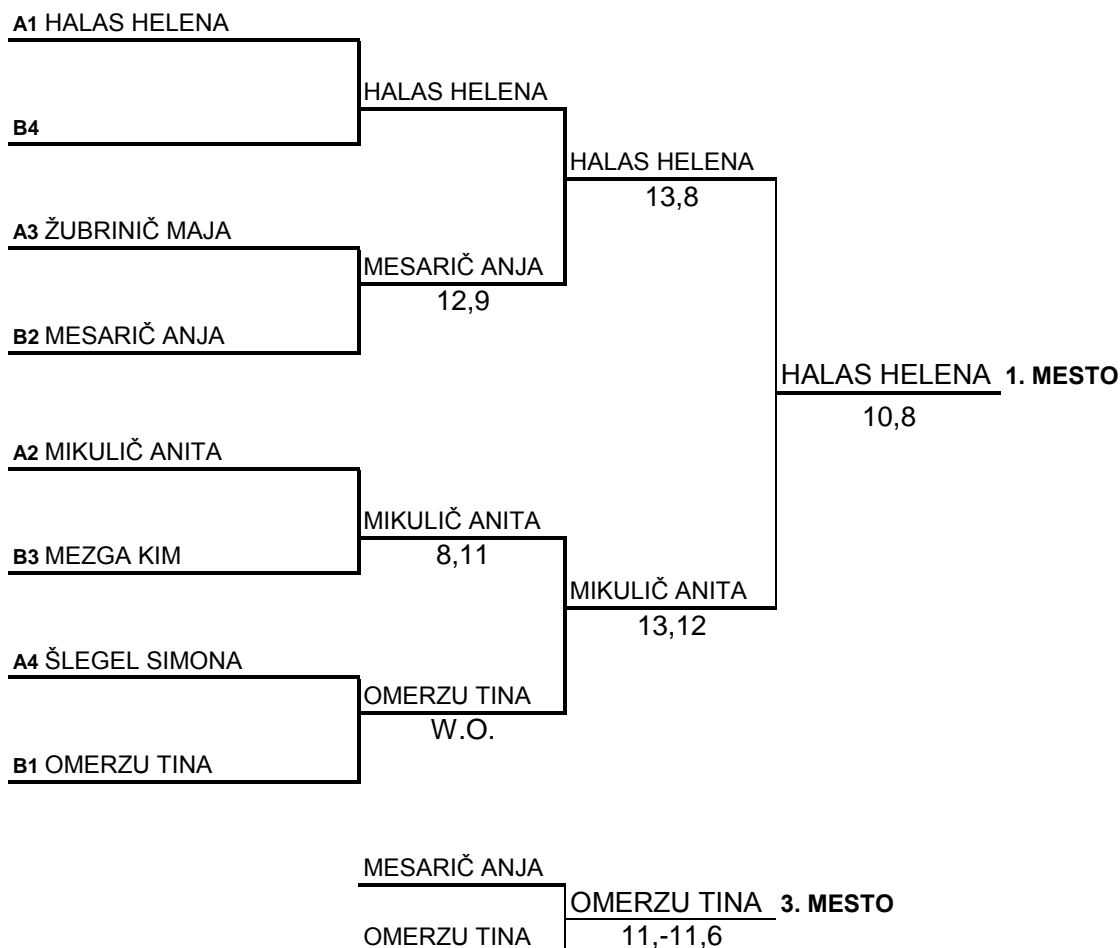 A1 HALAS HELENA
HALAS HELENA
B4
HALAS HELENA
13,8
A3 ŽUBRINIČ MAJA
MESARIČ ANJA
12,9
B2 MESARIČ ANJA
HALAS HELENA 1. MESTO
10,8
A2 MIKULIČ ANITA
MIKULIČ ANITA
8,11
B3 MEZGA KIM
MIKULIČ ANITA
13,12
A4 ŠLEGEL SIMONA
OMERZU TINA
W.O.
B1 OMERZU TINA
MESARIČ ANJA
OMERZU TINA 3. MESTO
OMERZU TINA 11,-11,6